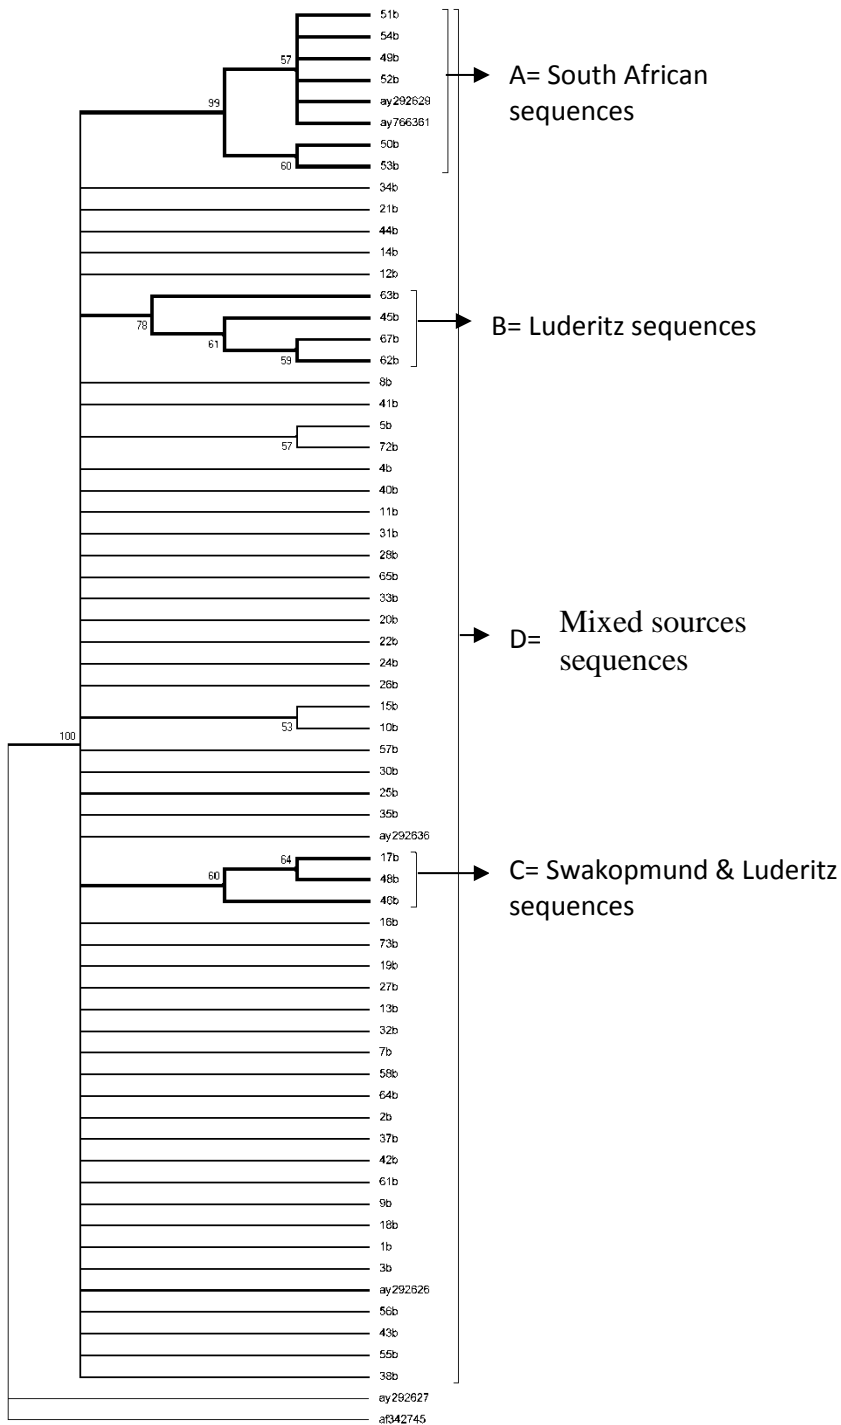 51b
54b
57
49b
52b
A= South African
sequences
99
ay292629
ay766361
50b
60
53b
34b
21b
44b
14b
12b
63b
78
45b
B= Luderitz sequences
61
67b
59
62b
8b
41b
5b
57
72b
4b
40b
11b
31b
28b
65b
33b
20b
D=
Mixed sources
sequences
22b
24b
26b
15b
53
10b
100
57b
30b
25b
35b
ay292636
64
17b
60
48b
C= Swakopmund & Luderitz
sequences
46b
16b
73b
19b
27b
13b
32b
7b
58b
64b
2b
37b
42b
61b
9b
18b
1b
3b
ay292626
56b
43b
55b
38b
ay292627
af342745